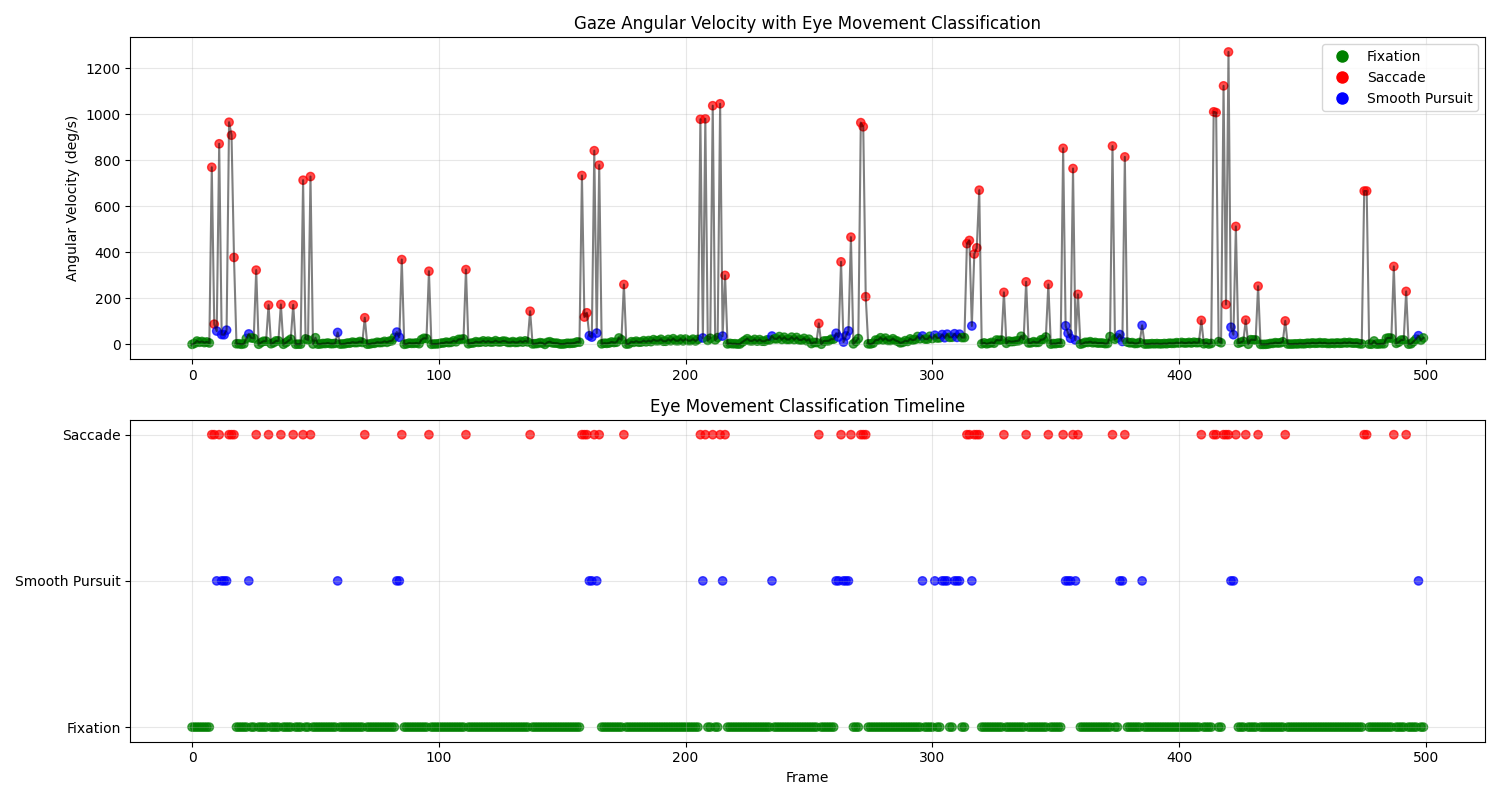 Gaze Angular Velocity with Eye Movement Classification
Angular Velocity (deg/s)
1200
1000
800
600
400
200
0
Fixation
Saccade
Smooth Pursuit
0 100 200 300 400 500
Eye Movement Classification Timeline
Saccade
Smooth Pursuit
Fixation
0 100 200 300 400 500
Frame